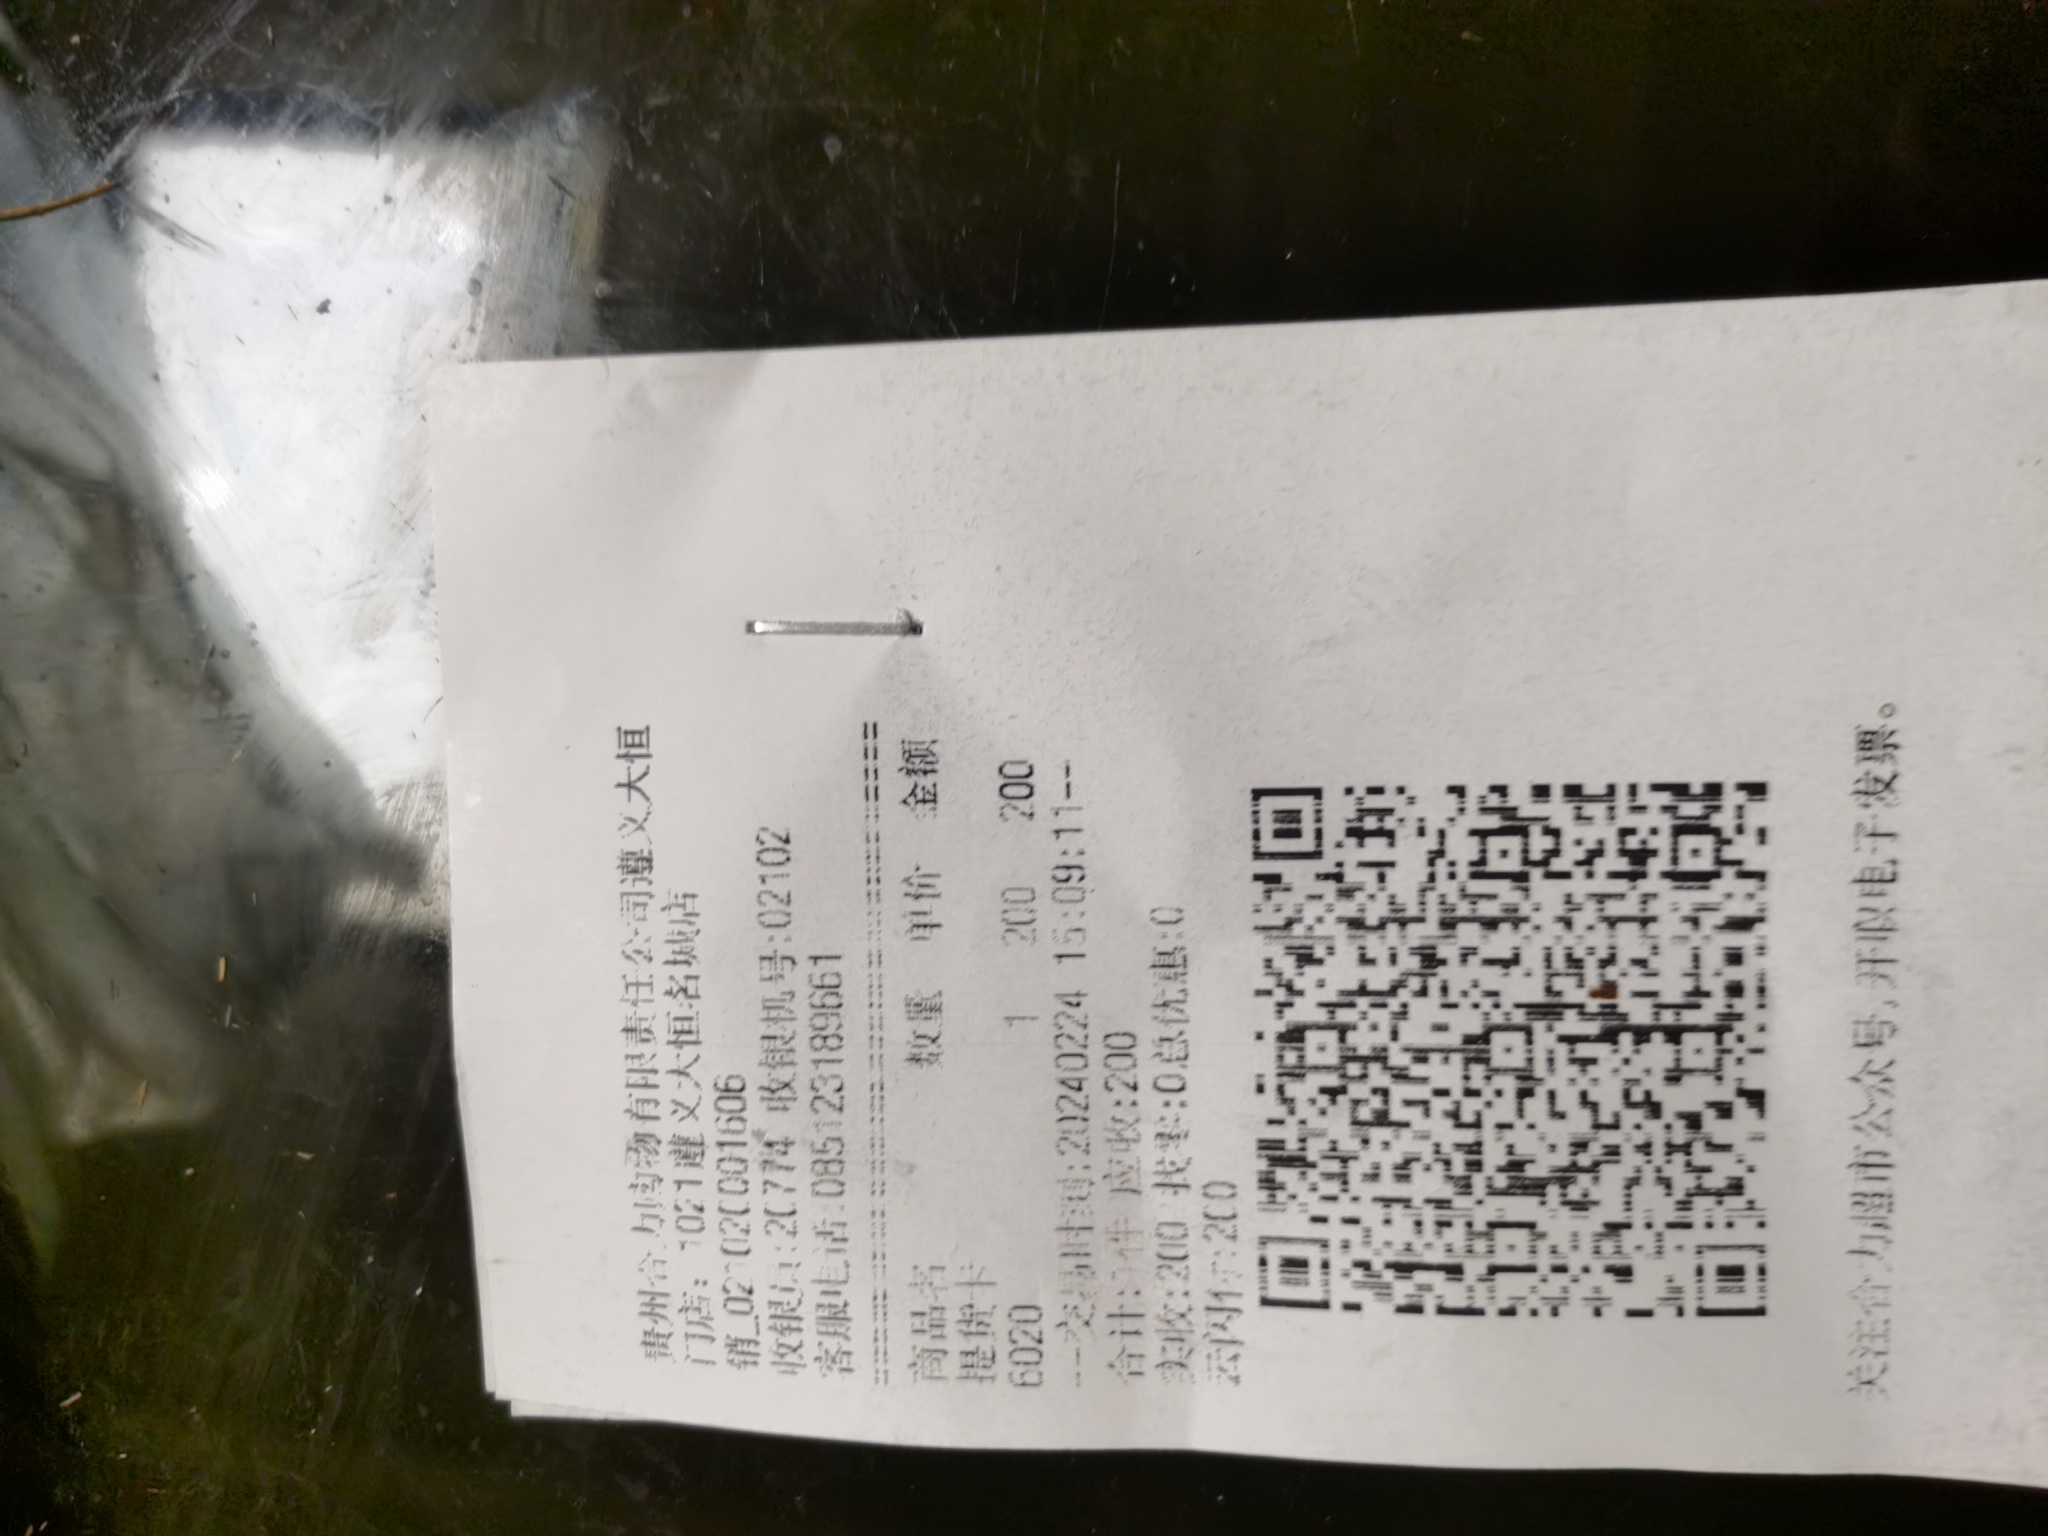 贵州合力购物有限责任公司遵义大恒
门店：1021遵义大恒名城店
销_021020001606
收银员:20774 收银机号:02102
客服电话:085123189661
================================
商品名 数量 单价 金额
提货卡
6020 1 200 200
---交易时间:20240224 15:09:11--
合计:1件 应收:200
实收:200 找零:0总优惠:0
云闪付:200
关注合力超市公众号,开取电子发票。